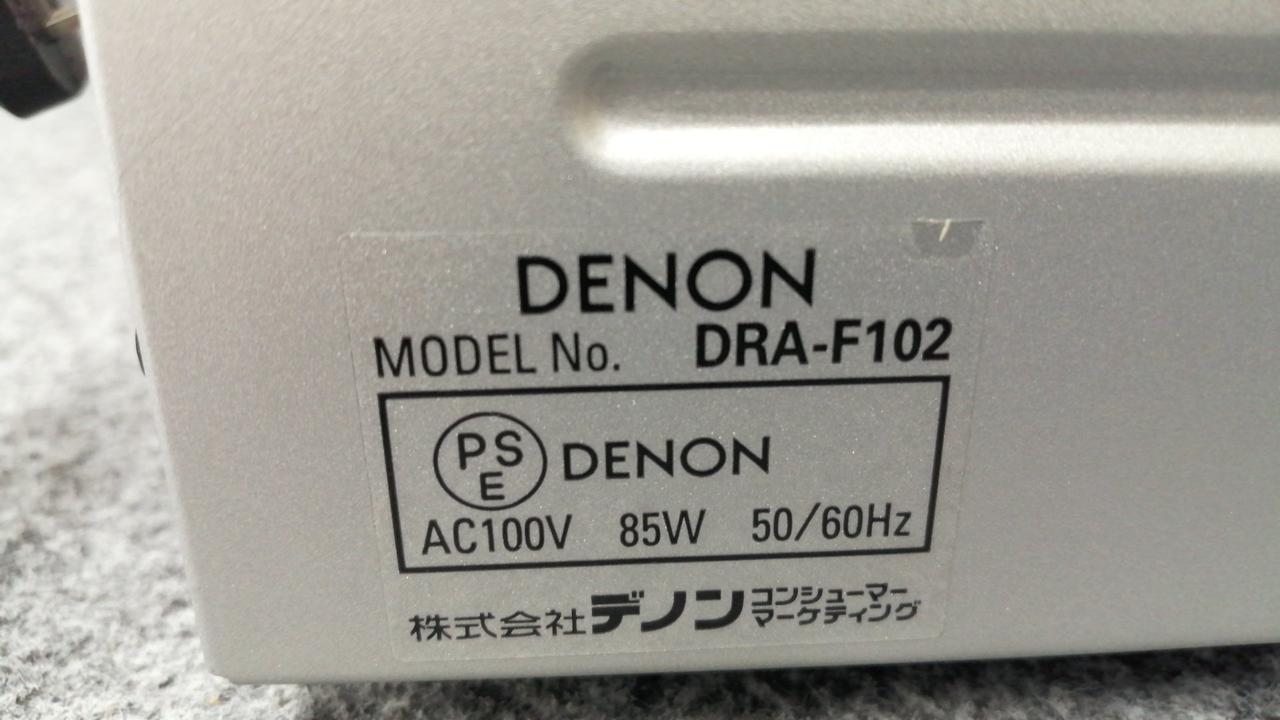 DENON
MODEL No. DRA-F102
PSE DENON
AC100V 85W 50/60Hz
株式会社デノン コンシューマー
マーケティング